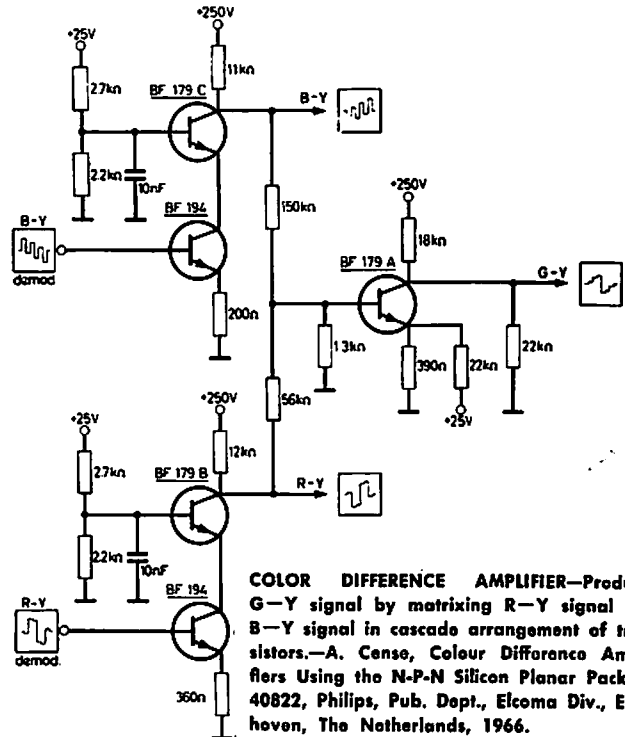 +250V
+25V
11kΩ
2.7kΩ
BF 179 C
B-Y
2.2kΩ
10nF
150kΩ
+250V
B-Y
BF 194
18kΩ
BF 179 A
demod.
G-Y
200Ω
1.3kΩ
390Ω
22kΩ
22kΩ
56kΩ
+250V
+25V
+25V
12kΩ
2.7kΩ
BF 179 B
R-Y
2.2kΩ
10nF
R-Y
BF 194
demod.
360Ω
COLOR DIFFERENCE AMPLIFIER—Produ
G—Y signal by matrixing R—Y signal
B—Y signal in cascade arrangement of t
sistors.—A. Cense, Colour Difference Am
fiers Using the N-P-N Silicon Planar Pack
40822, Philips, Pub. Dept., Elcoma Div., E
hoven, The Netherlands, 1966.